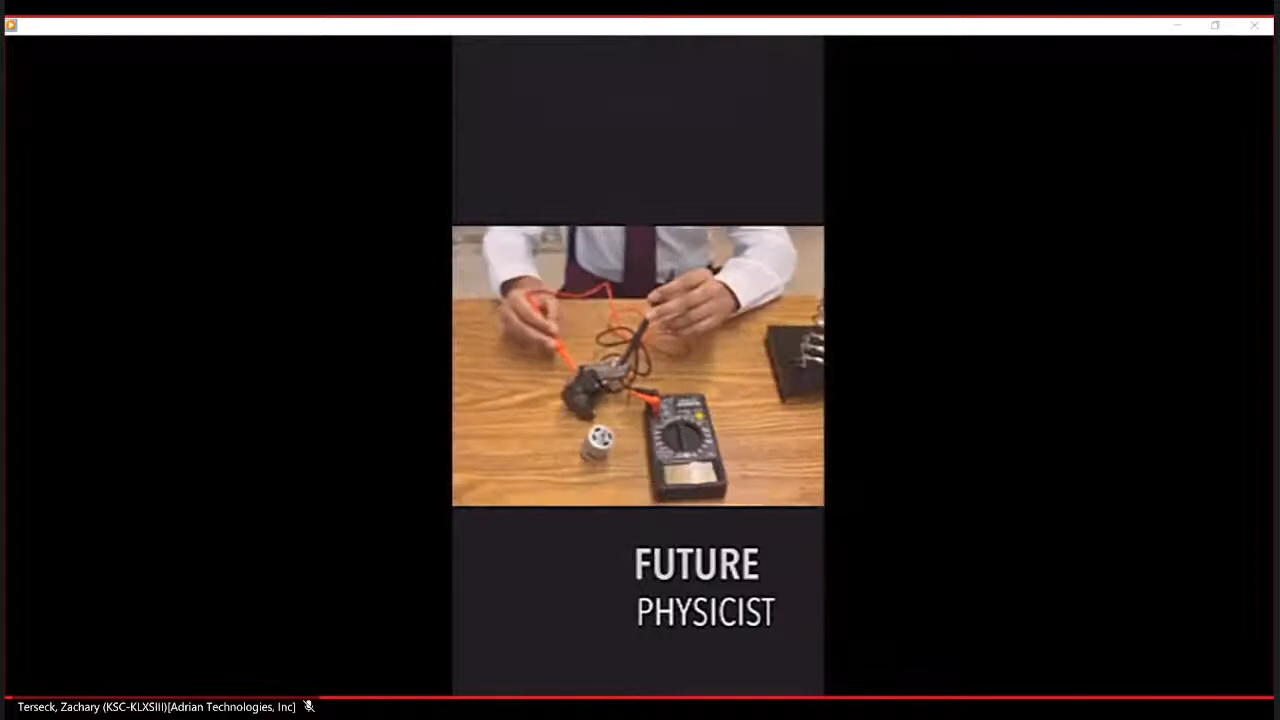 FUTURE
PHYSICIST
Terseck, Zachary (KSC-KLXSIII)[Adrian Technologies, Inc]